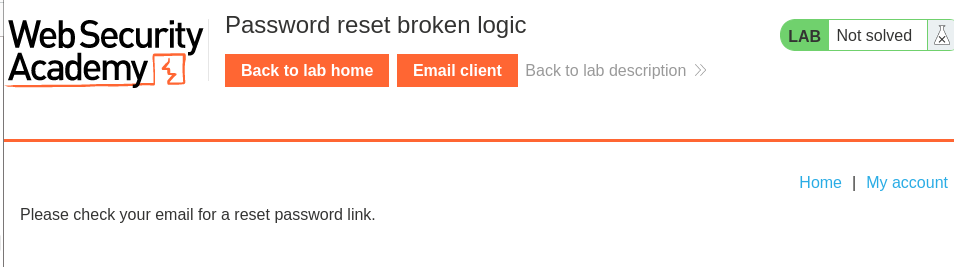 Web Security
Academy
Password reset broken logic
Back to lab home
Email client
Back to lab description
LAB
Not solved
Home | My account
Please check your email for a reset password link.